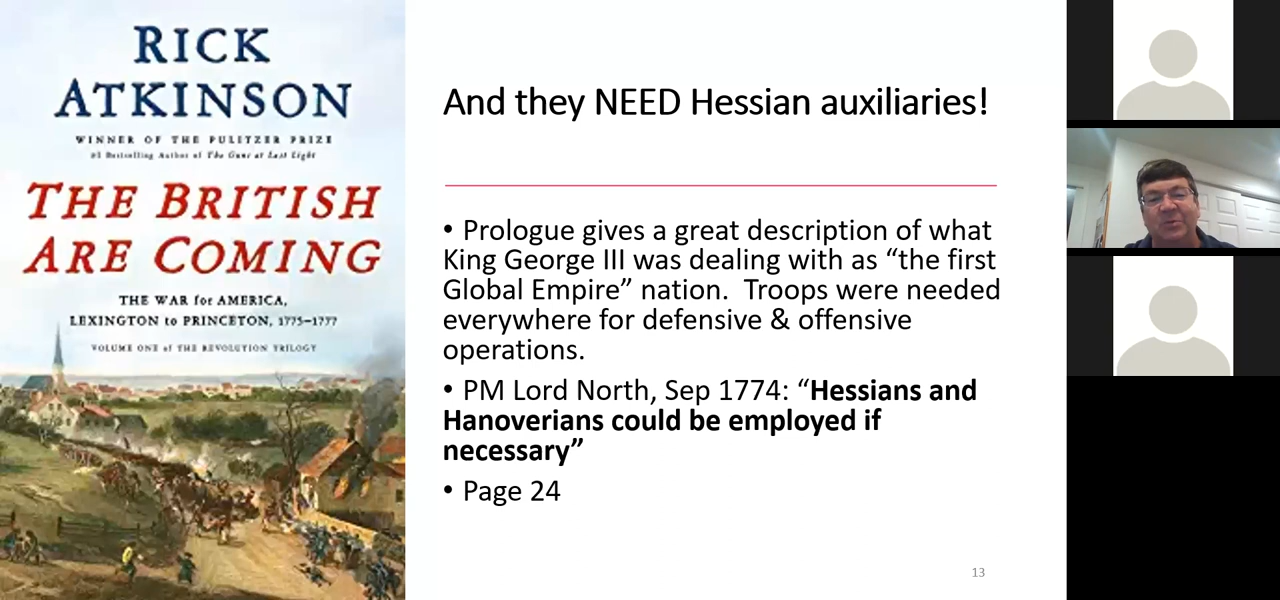 RICK
ATKINSON
WINNER OF THE PULITZER PRIZE
#1 Bestselling Author of The Guns at Last Light
THE BRITISH
ARE COMING
THE WAR for AMERICA,
LEXINGTON to PRINCETON, 1775–1777
VOLUME ONE of THE REVOLUTION TRILOGY
And they NEED Hessian auxiliaries!
• Prologue gives a great description of what
King George III was dealing with as “the first
Global Empire” nation.  Troops were needed
everywhere for defensive & offensive
operations.
• PM Lord North, Sep 1774: “Hessians and
Hanoverians could be employed if
necessary”
• Page 24
13